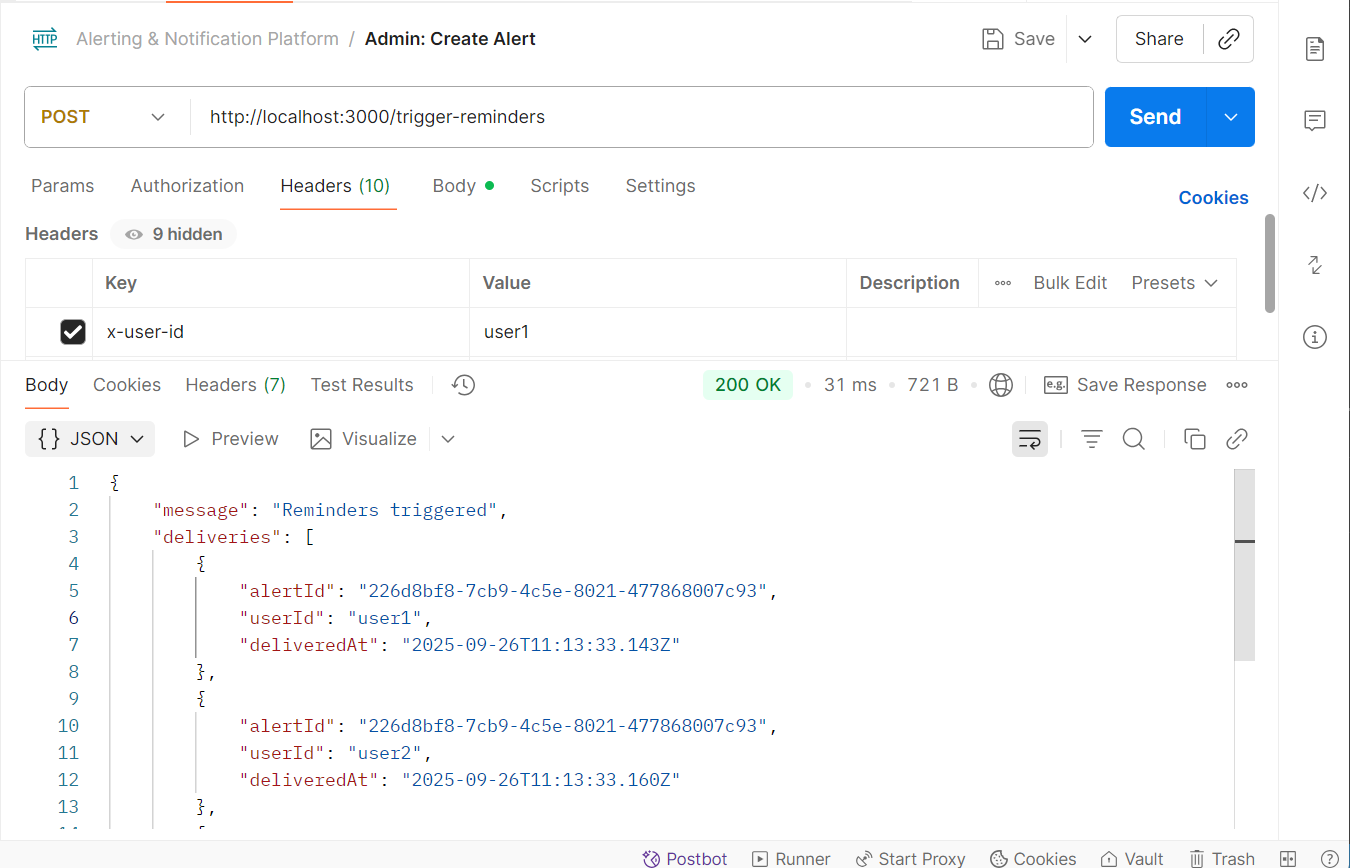 HTTP Alerting & Notification Platform / Admin: Create Alert Save Share
POST http://localhost:3000/trigger-reminders Send
Params Authorization Headers (10) Body Scripts Settings Cookies
Headers 9 hidden
Key Value Description Bulk Edit Presets
x-user-id user1
Body Cookies Headers (7) Test Results 200 OK 31 ms 721 B e.g. Save Response
{} JSON Preview Visualize
1 {
2 "message": "Reminders triggered",
3 "deliveries": [
4 {
5 "alertId": "226d8bf8-7cb9-4c5e-8021-477868007c93",
6 "userId": "user1",
7 "deliveredAt": "2025-09-26T11:13:33.143Z"
8 },
9 {
10 "alertId": "226d8bf8-7cb9-4c5e-8021-477868007c93",
11 "userId": "user2",
12 "deliveredAt": "2025-09-26T11:13:33.160Z"
13 },
Postbot Runner Start Proxy Cookies Vault Trash